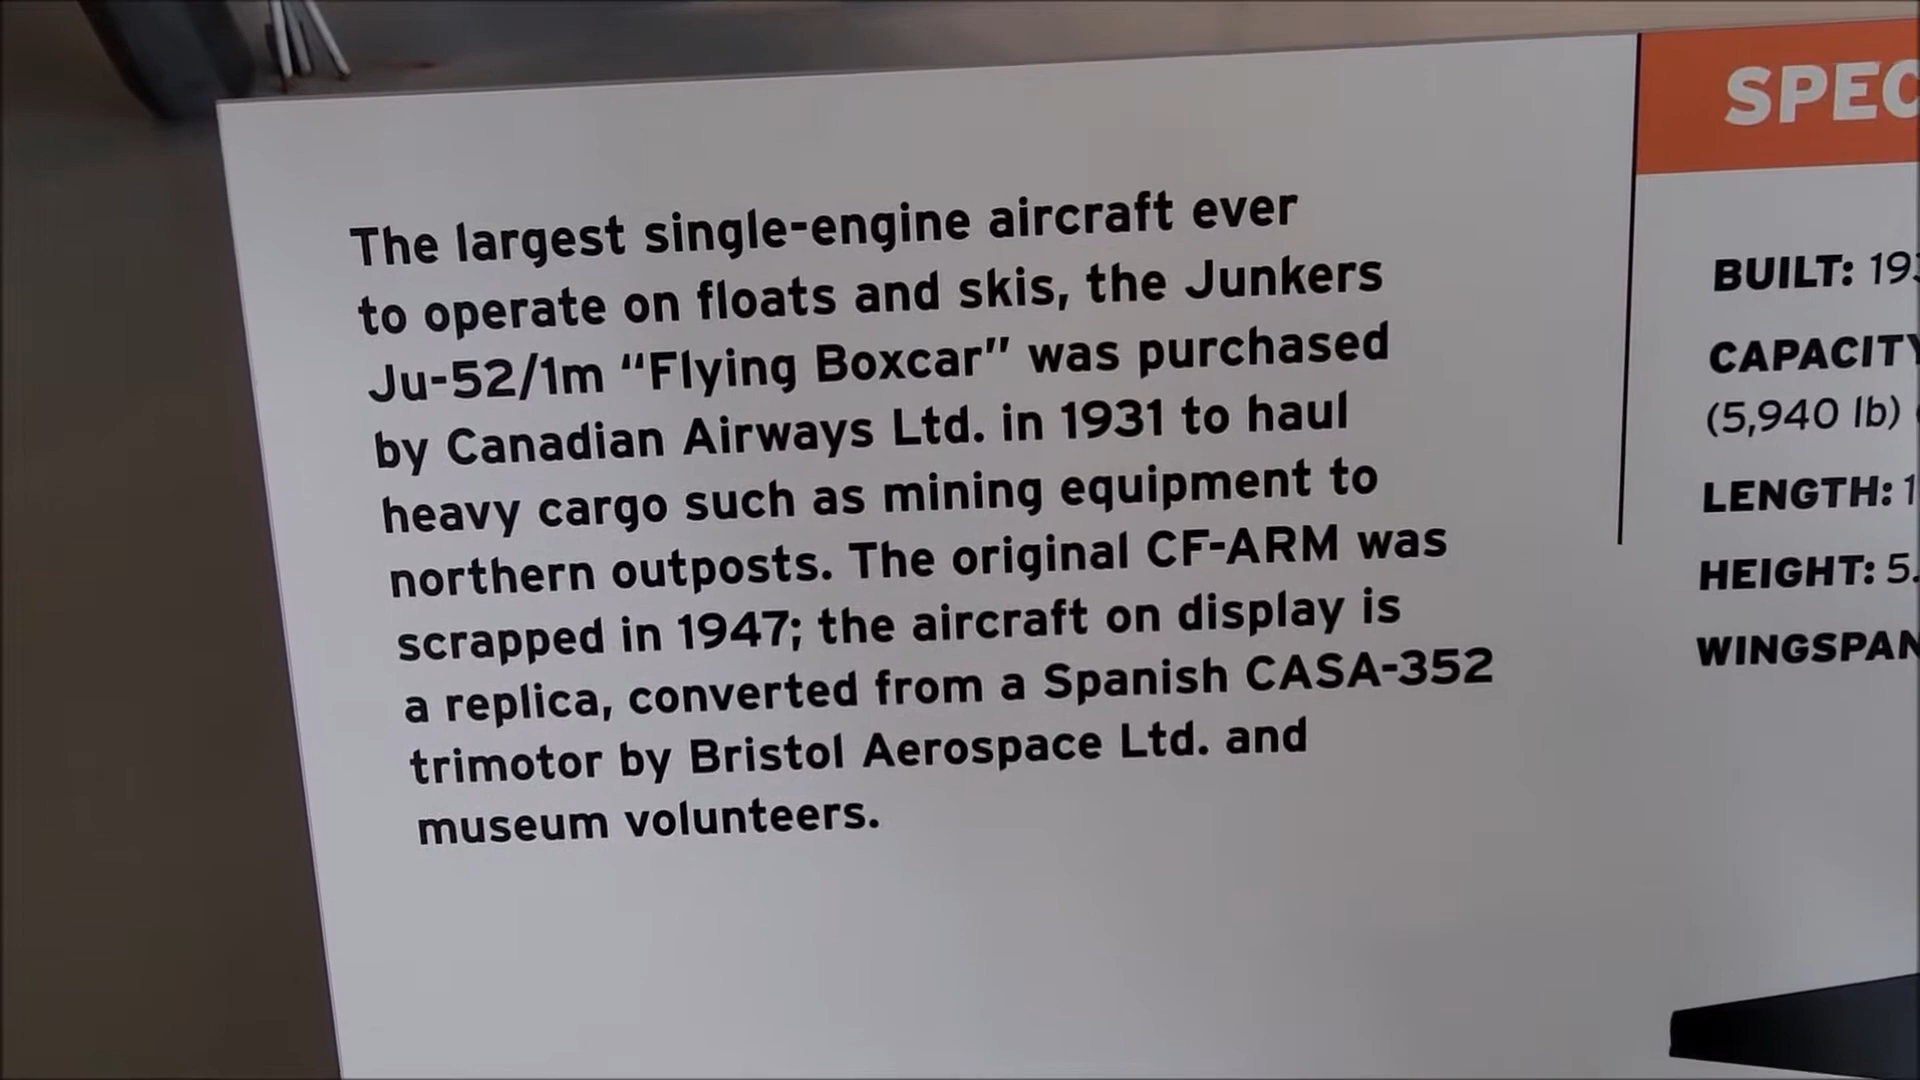 The largest single-engine aircraft ever
to operate on floats and skis, the Junkers
Ju-52/1m “Flying Boxcar” was purchased
by Canadian Airways Ltd. in 1931 to haul
heavy cargo such as mining equipment to
northern outposts. The original CF-ARM was
scrapped in 1947; the aircraft on display is
a replica, converted from a Spanish CASA-352
trimotor by Bristol Aerospace Ltd. and
museum volunteers.
SPEC
BUILT: 19
CAPACITY
(5,940 lb)
LENGTH: 1
HEIGHT: 5.
WINGSPAN